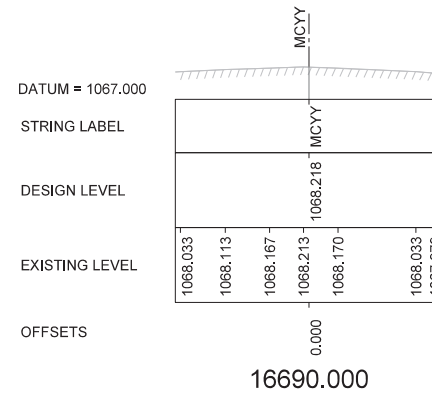 MCYY
DATUM = 1067.000
STRING LABEL MCYY
DESIGN LEVEL 1068.218
EXISTING LEVEL 1068.033 1068.113 1068.167 1068.213 1068.170 1068.033
OFFSETS 0.000
16690.000